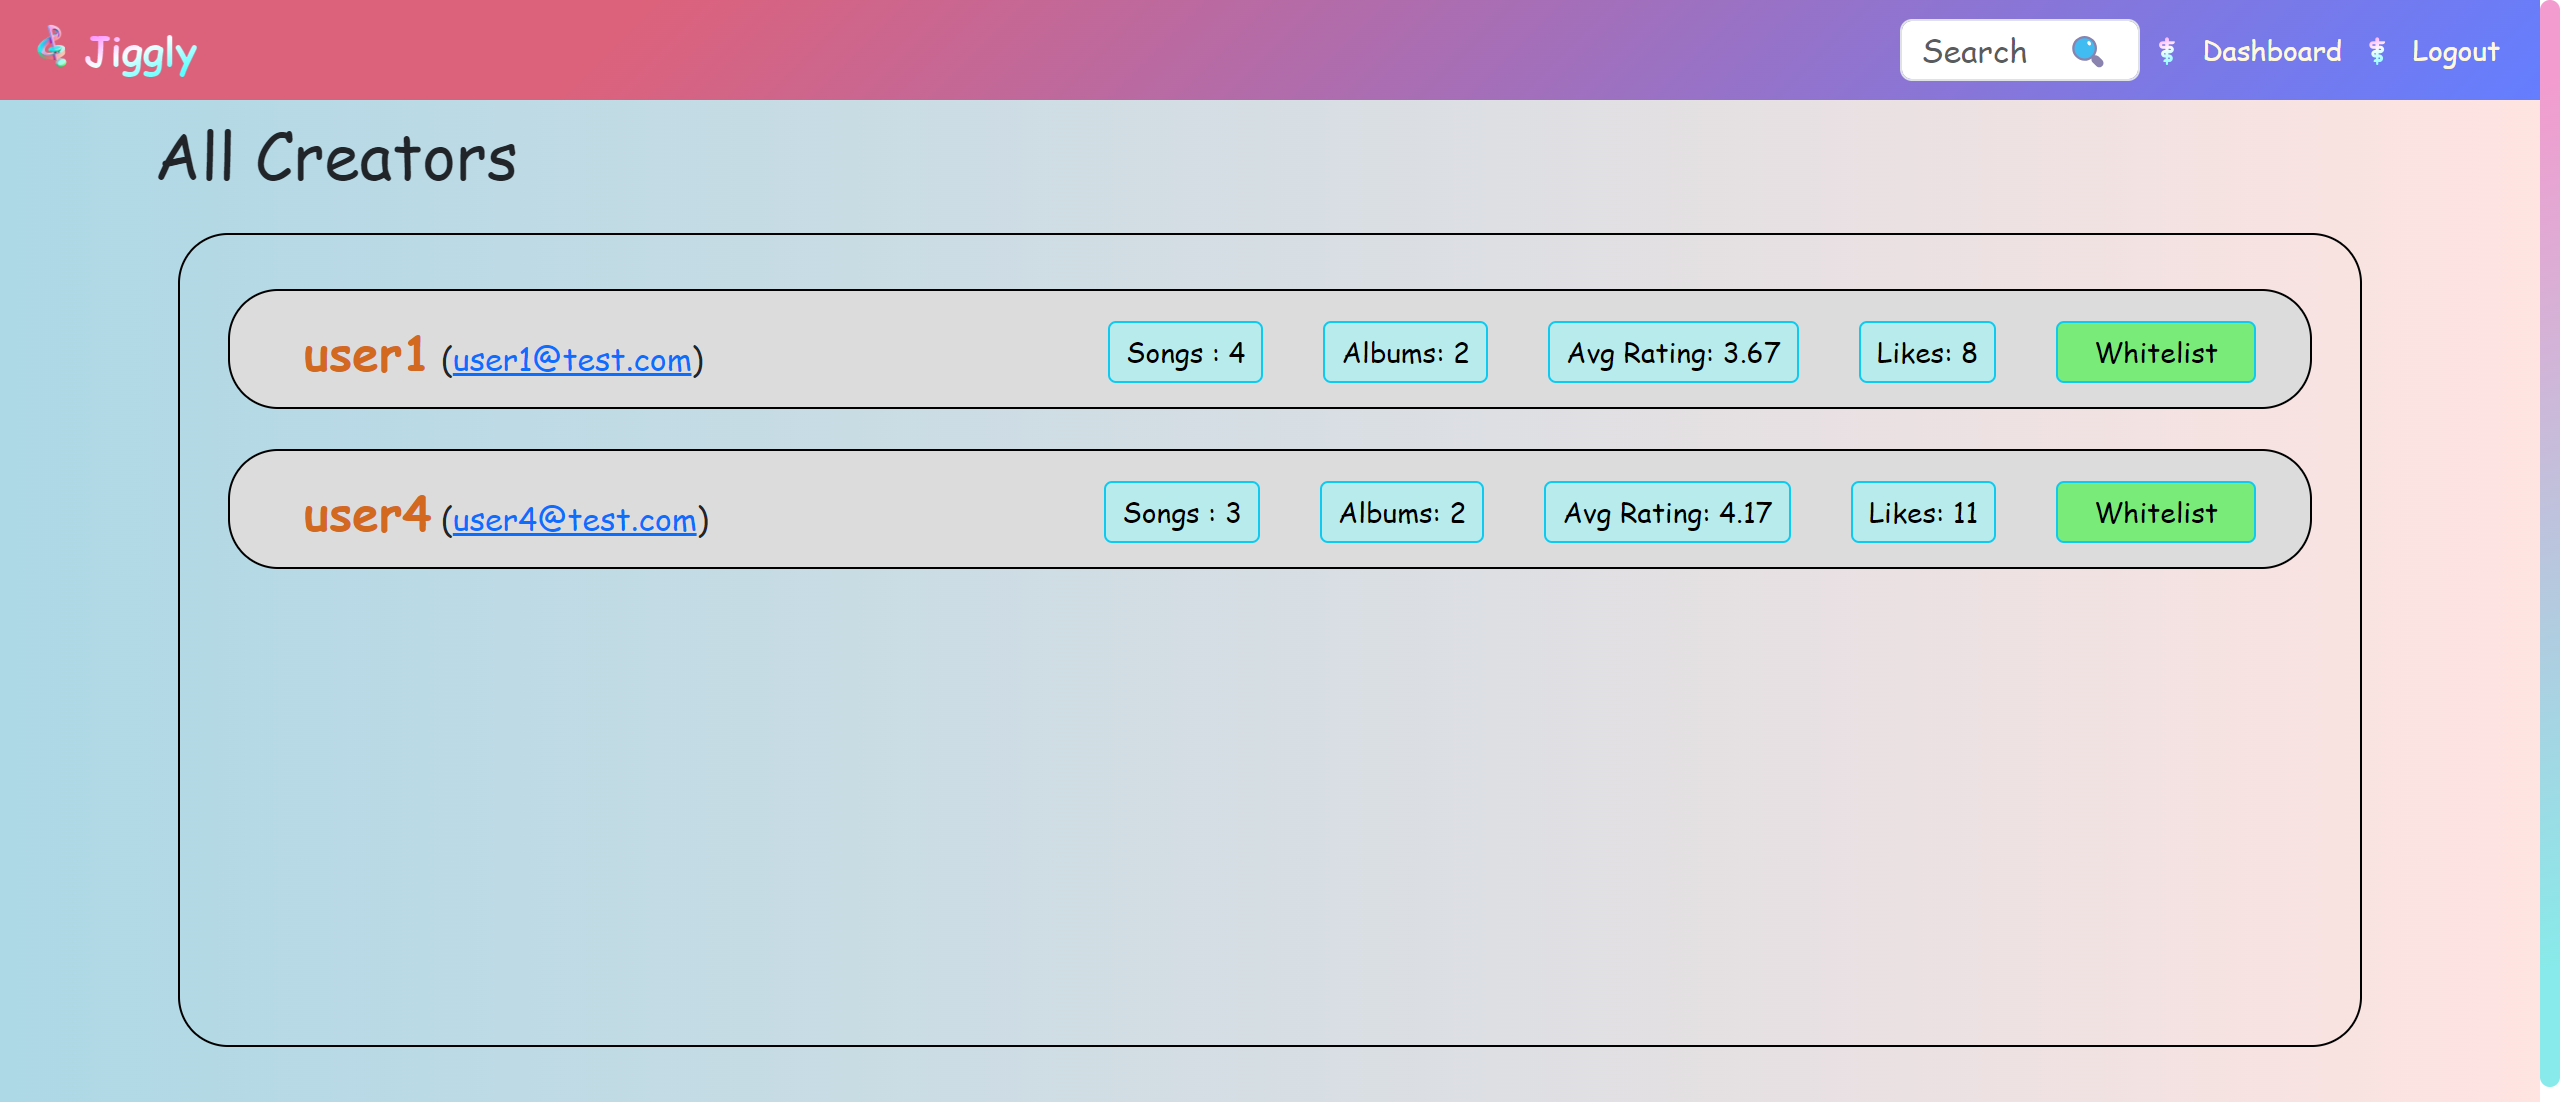 Jiggly Search Dashboard Logout
All Creators
user1 (user1@test.com) Songs : 4 Albums: 2 Avg Rating: 3.67 Likes: 8 Whitelist
user4 (user4@test.com) Songs : 3 Albums: 2 Avg Rating: 4.17 Likes: 11 Whitelist